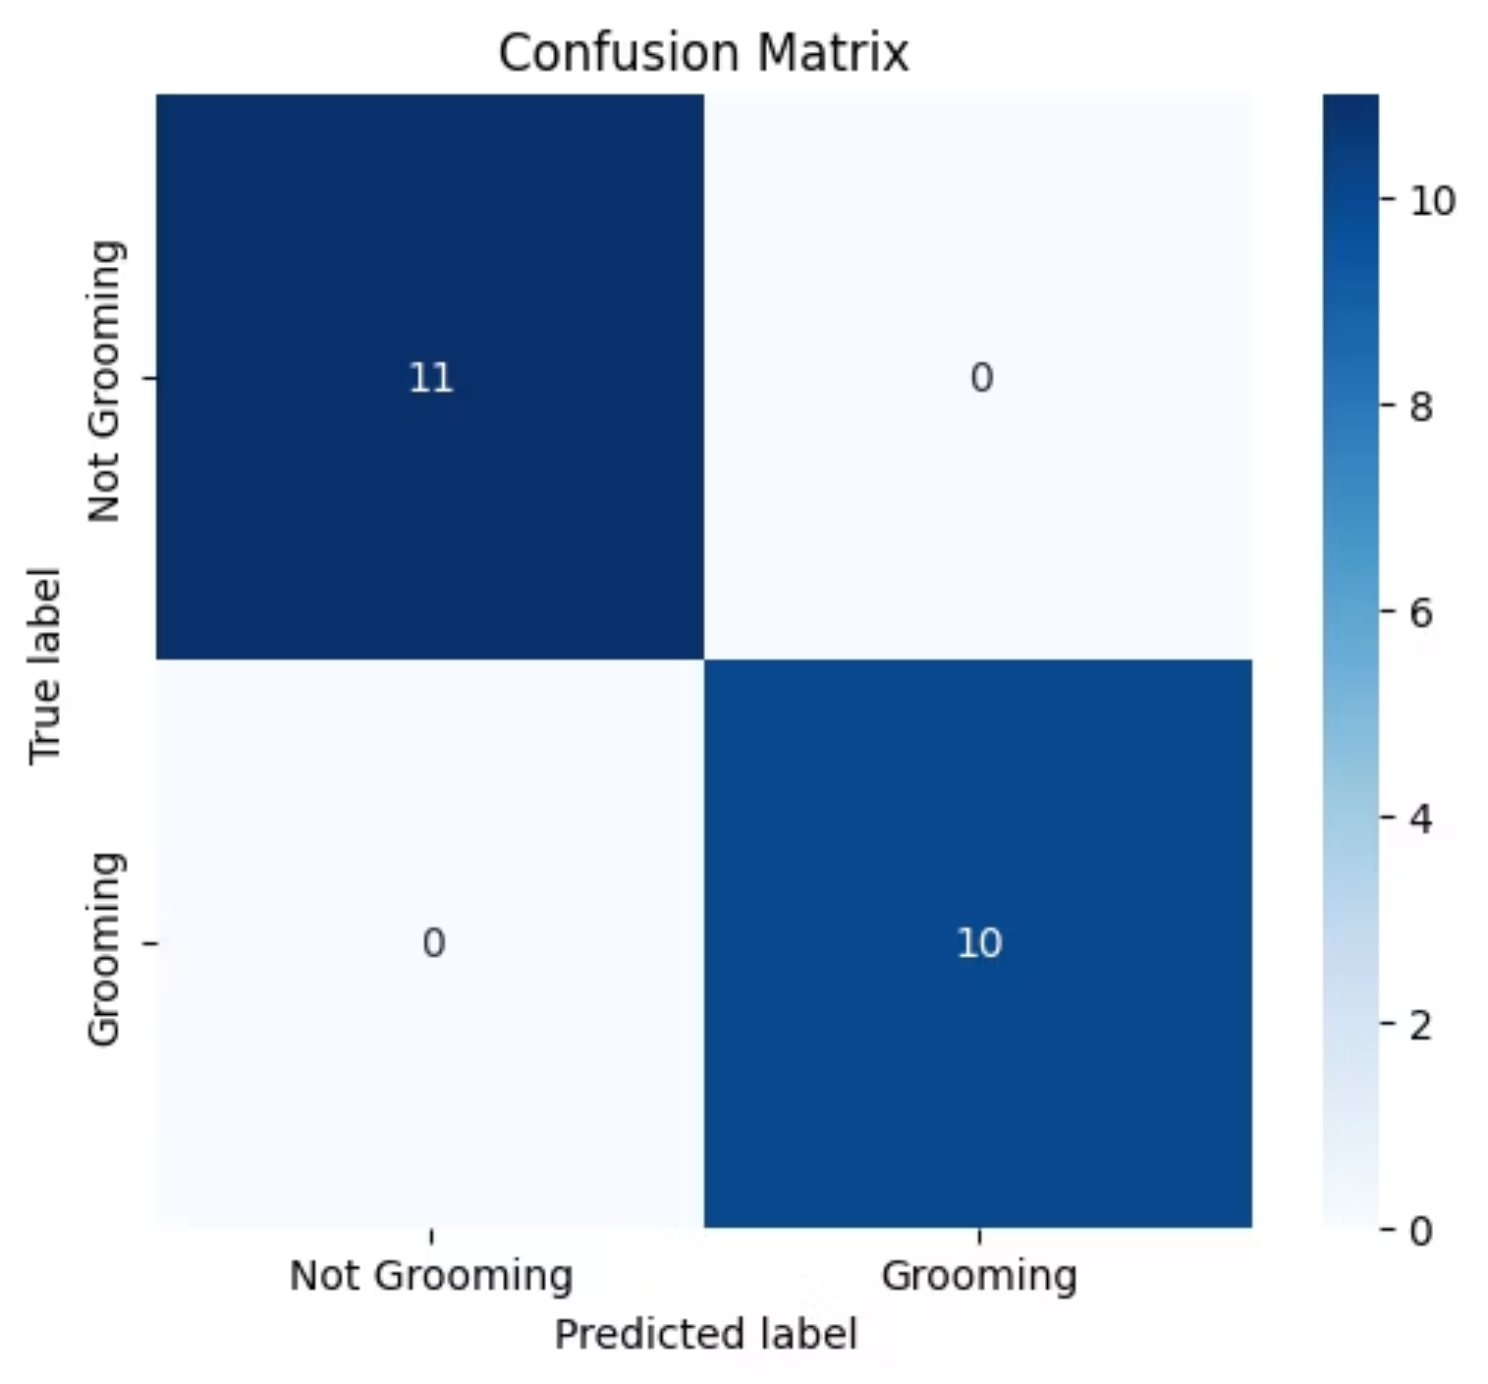 Confusion Matrix
True label
Not Grooming
11
0
Grooming
0
10
Not Grooming
Grooming
Predicted label
10
8
6
4
2
0